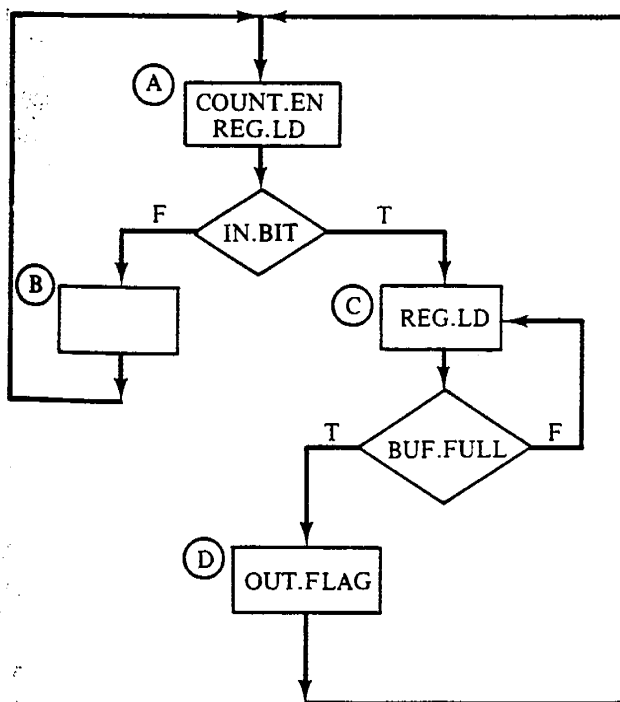 A
COUNT.EN
REG.LD
F
IN.BIT
T
B
C
REG.LD
T
BUF.FULL
F
D
OUT.FLAG